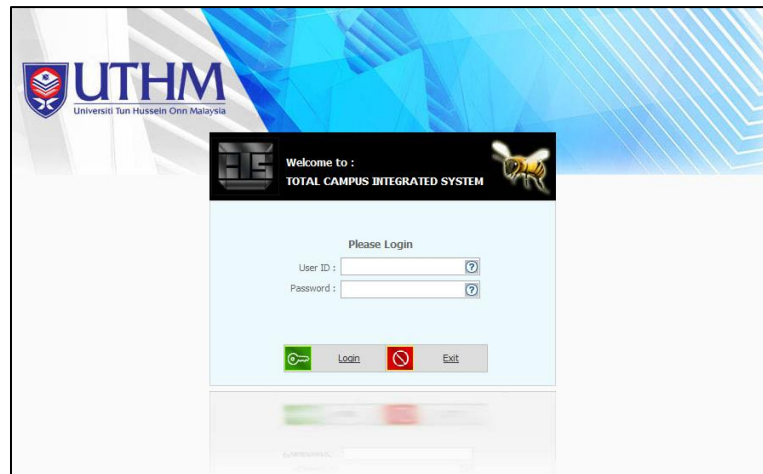 UTHM
Universiti Tun Hussein Onn Malaysia
Welcome to :
TOTAL CAMPUS INTEGRATED SYSTEM
Please Login
User ID :
Password :
Login
Exit